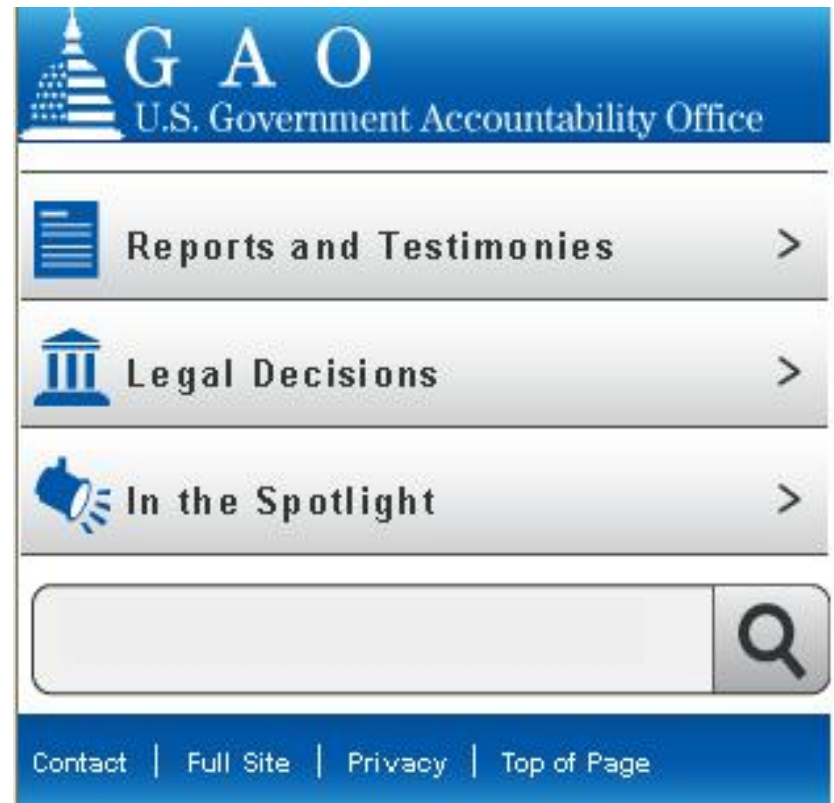 G A O
U.S. Government Accountability Office
Reports and Testimonies >
Legal Decisions >
In the Spotlight >
Contact | Full Site | Privacy | Top of Page